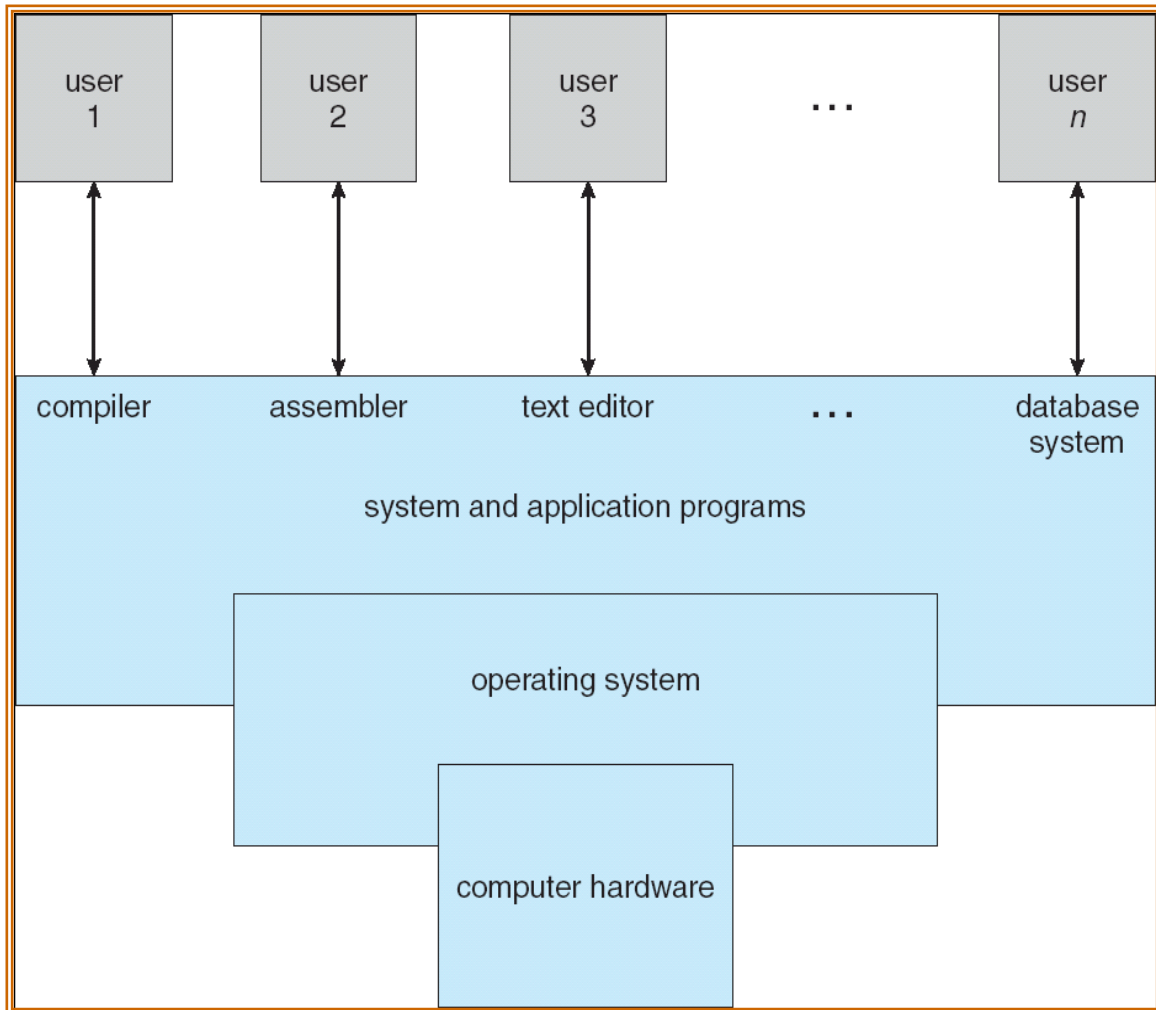 user
1
user
2
user
3
...
user
n
compiler
assembler
text editor
...
database
system
system and application programs
operating system
computer hardware